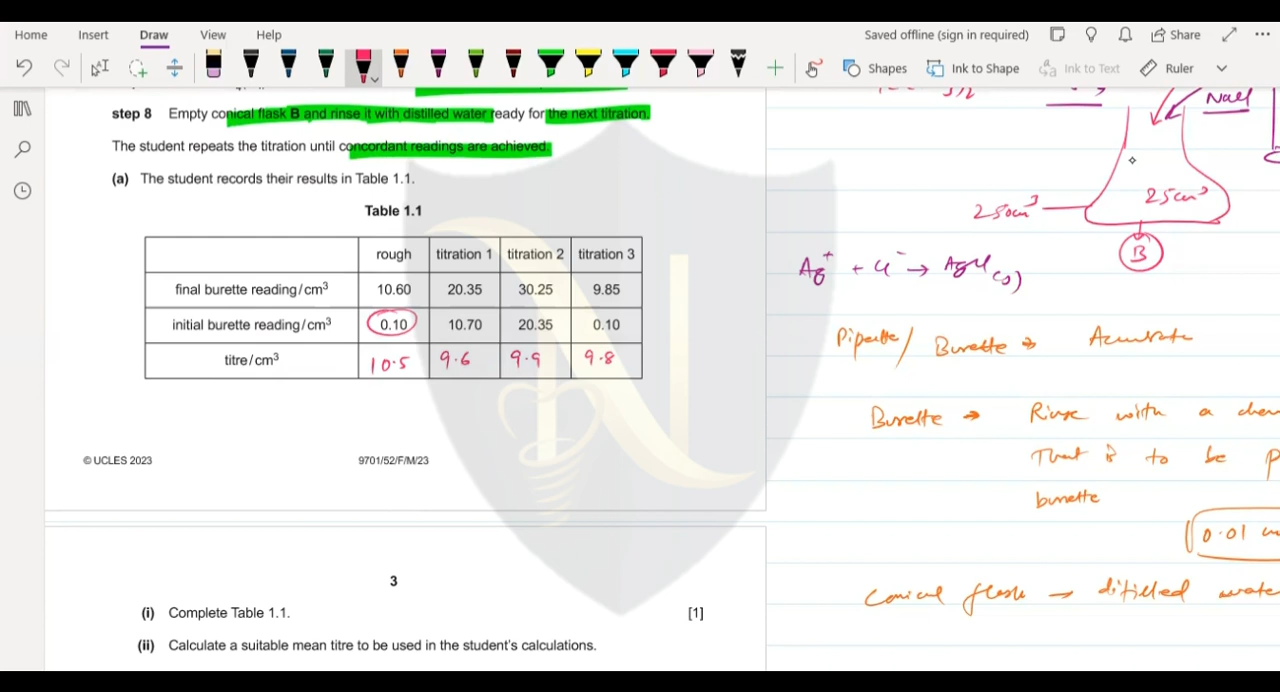 Home Insert Draw View Help Saved offline (sign in required) Share
Shapes Ink to Shape Ink to Text Ruler
step 8 Empty conical flask B and rinse it with distilled water ready for the next titration.
The student repeats the titration until concordant readings are achieved.
(a) The student records their results in Table 1.1.
Table 1.1
rough titration 1 titration 2 titration 3
final burette reading/cm³ 10.60 20.35 30.25 9.85
initial burette reading/cm³ 0.10 10.70 20.35 0.10
titre/cm³ 10.5 9.6 9.9 9.8
© UCLES 2023 9701/52/F/M/23
3
(i) Complete Table 1.1. [1]
(ii) Calculate a suitable mean titre to be used in the student's calculations.
NaCl
25cm³
250cm³
B
Ag⁺ + Cl⁻ → AgCl(s)
Pipette/ Burette → Accurate
Burette → Rinse with a chem
That is to be P
burette
0.01
Conical flask → distilled water